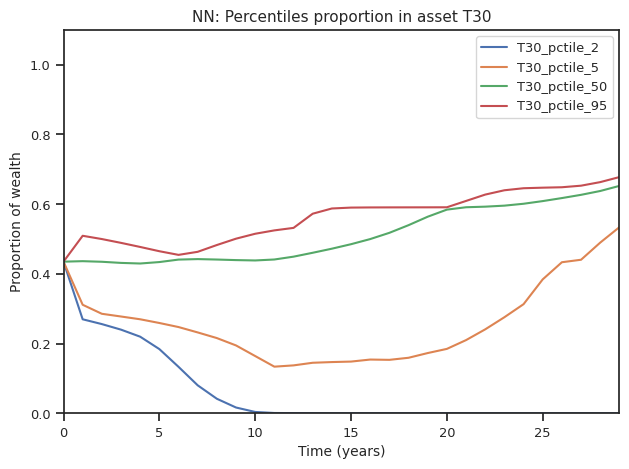 NN: Percentiles proportion in asset T30
T30_pctile_2
T30_pctile_5
T30_pctile_50
T30_pctile_95
Proportion of wealth
1.0
0.8
0.6
0.4
0.2
0.0
0 5 10 15 20 25
Time (years)